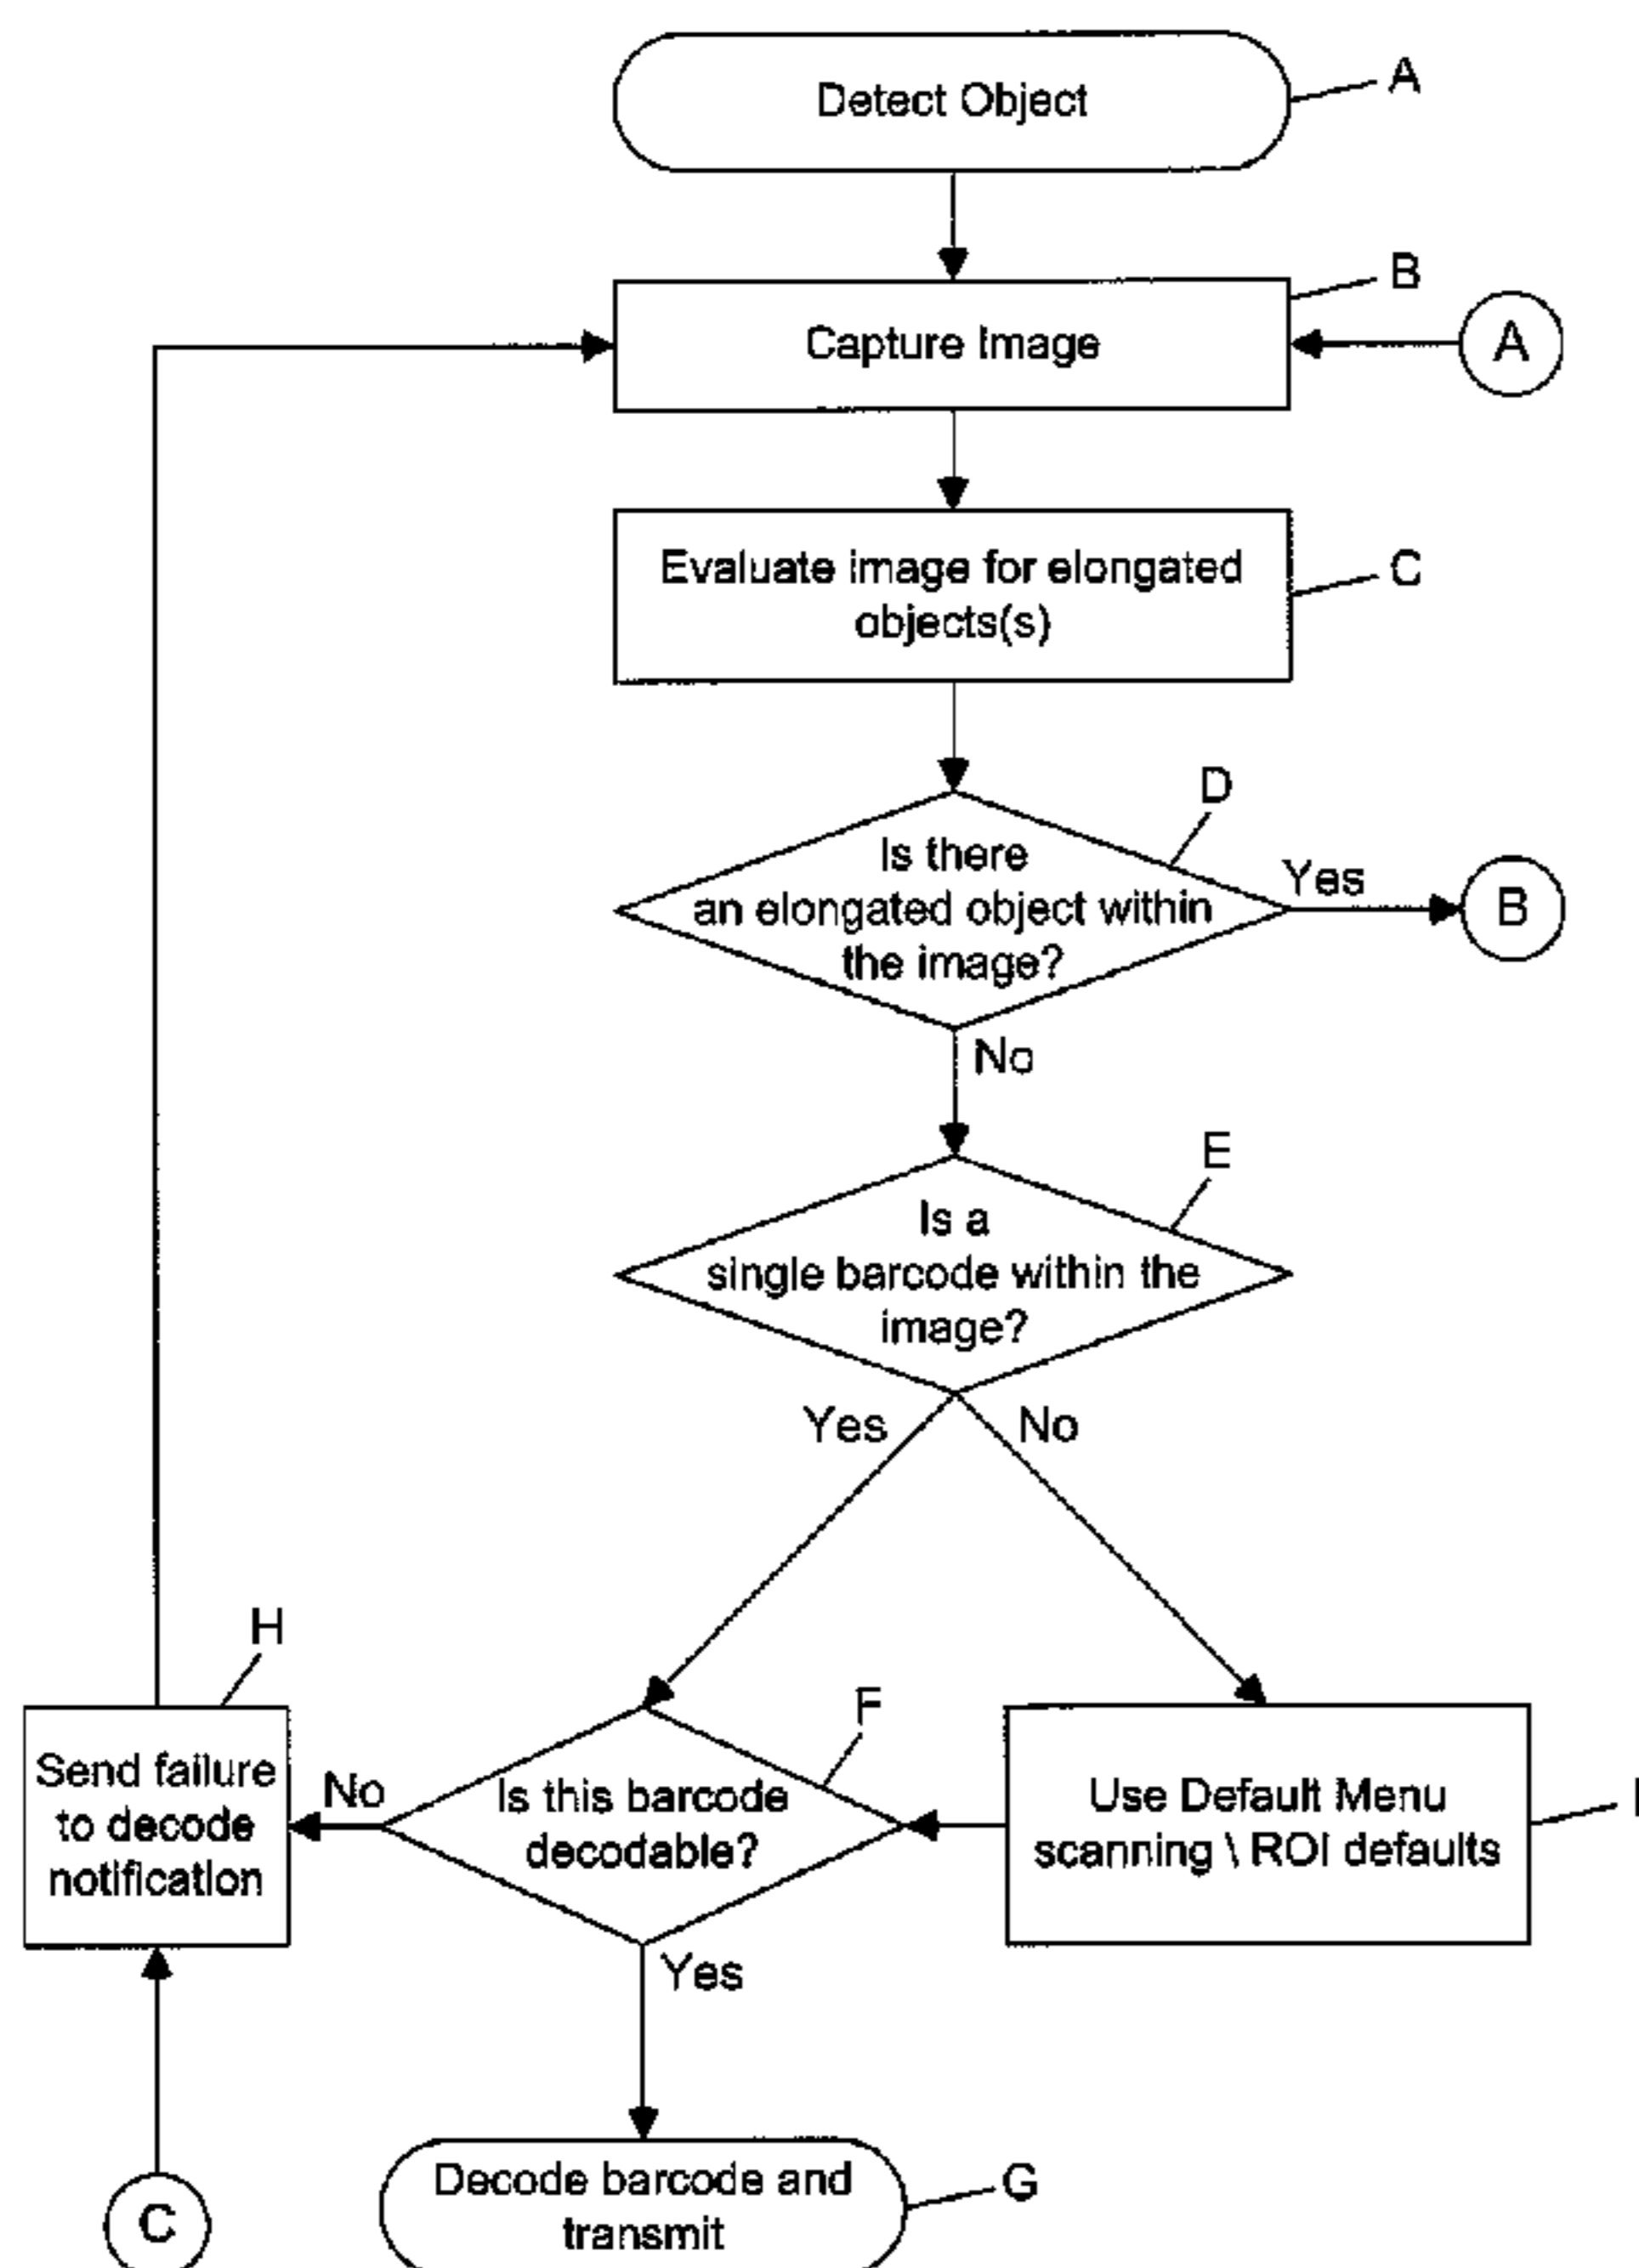 Detect Object
A
B
Capture Image
A
Evaluate image for elongated
objects(s)
C
D
Is there
an elongated object within
the image?
Yes
B
No
E
Is a
single barcode within the
image?
Yes
No
H
Send failure
to decode
notification
No
F
Is this barcode
decodable?
Use Default Menu
scanning \ ROI defaults
Yes
Decode barcode and
transmit
G
C